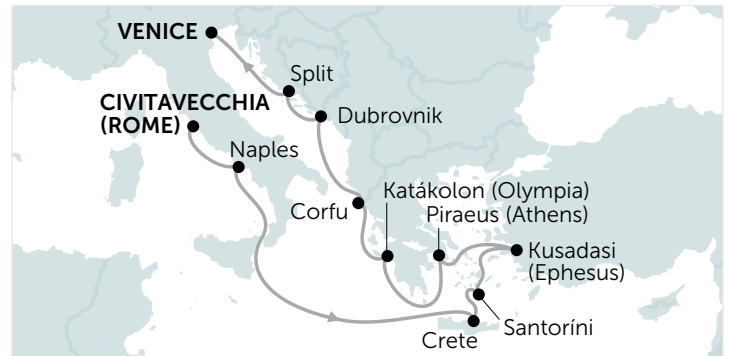 VENICE
Split
CIVITAVECCHIA
(ROME)
Dubrovnik
Naples
Katákolon (Olympia)
Piraeus (Athens)
Corfu
Kusadasi
(Ephesus)
Santoríni
Crete